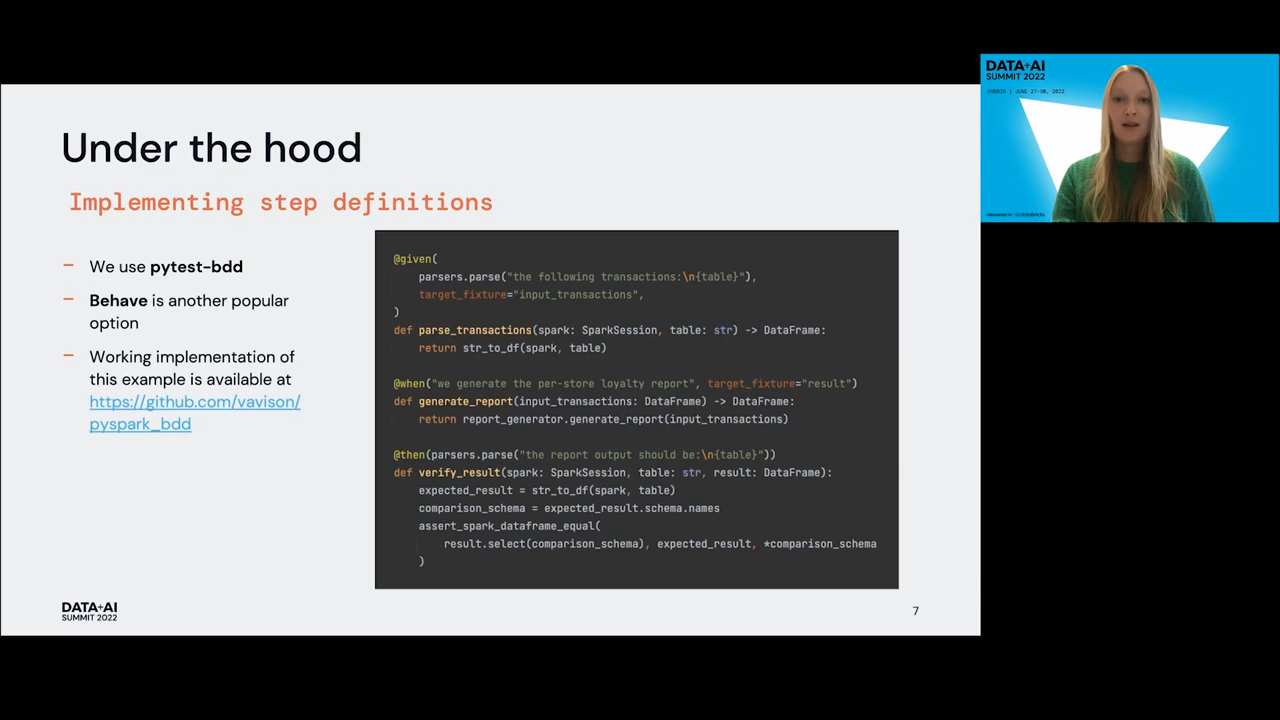 Under the hood
Implementing step definitions
– We use pytest-bdd
– Behave is another popular
option
– Working implementation of
this example is available at
https://github.com/vavison/
pyspark_bdd
@given(
    parsers.parse("the following transactions:\n{table}"),
    target_fixture="input_transactions",
)
def parse_transactions(spark: SparkSession, table: str) -> DataFrame:
    return str_to_df(spark, table)
@when("we generate the per-store loyalty report", target_fixture="result")
def generate_report(input_transactions: DataFrame) -> DataFrame:
    return report_generator.generate_report(input_transactions)
@then(parsers.parse("the report output should be:\n{table}"))
def verify_result(spark: SparkSession, table: str, result: DataFrame):
    expected_result = str_to_df(spark, table)
    comparison_schema = expected_result.schema.names
    assert_spark_dataframe_equal(
        result.select(comparison_schema), expected_result, *comparison_schema
    )
DATA+AI
SUMMIT 2022
7
DATA+AI
SUMMIT 2022
HYBRID | JUNE 27-30, 2022